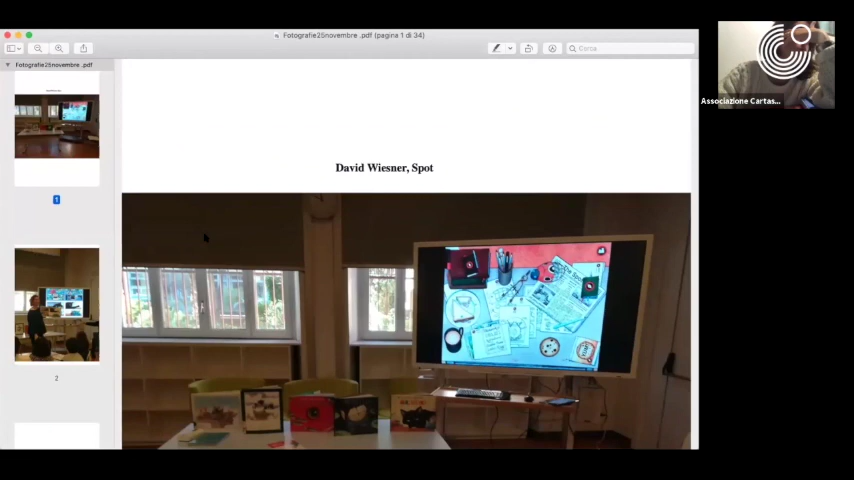 Fotografie25novembre .pdf (pagina 1 di 34)
Cerca
Fotografie25novembre .pdf
1
2
David Wiesner, Spot
Associazione Cartas...